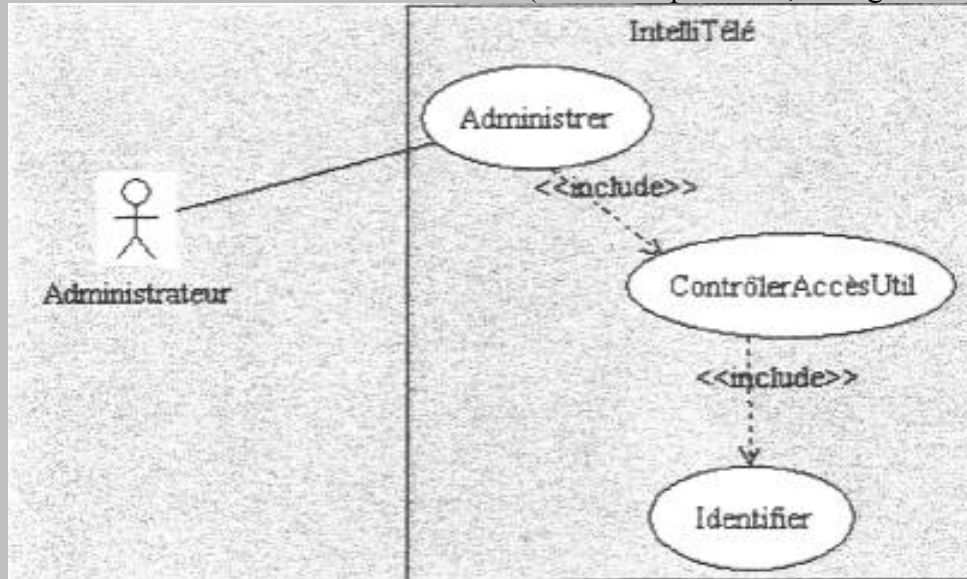 IntelliTélé
Administrer
<<include>>
Administrateur
ContrôlerAccèsUtil
<<include>>
Identifier